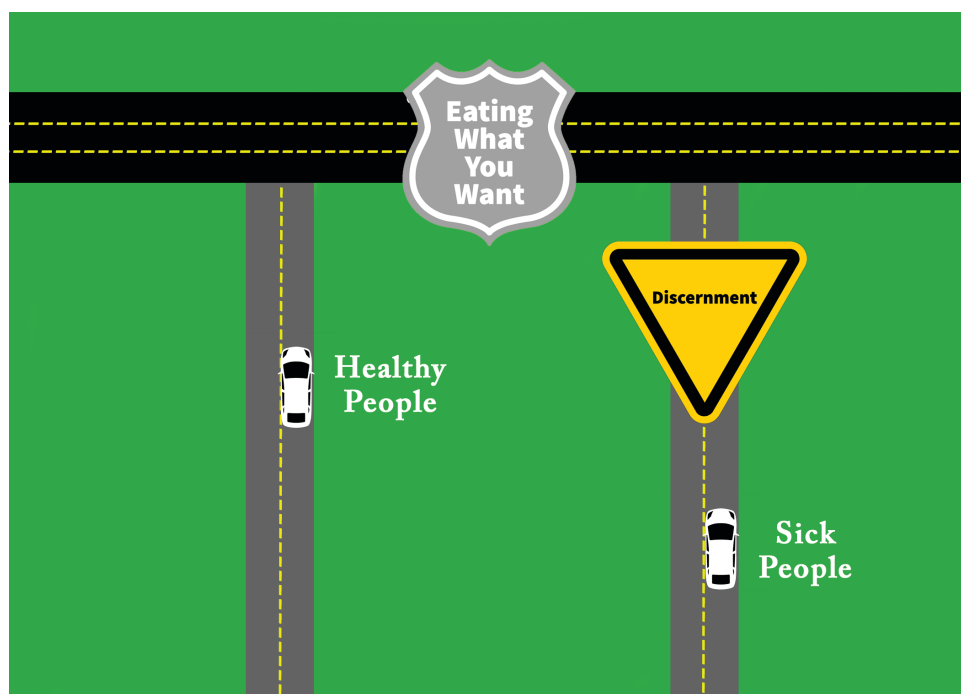 Eating
What
You
Want
Discernment
Healthy
People
Sick
People